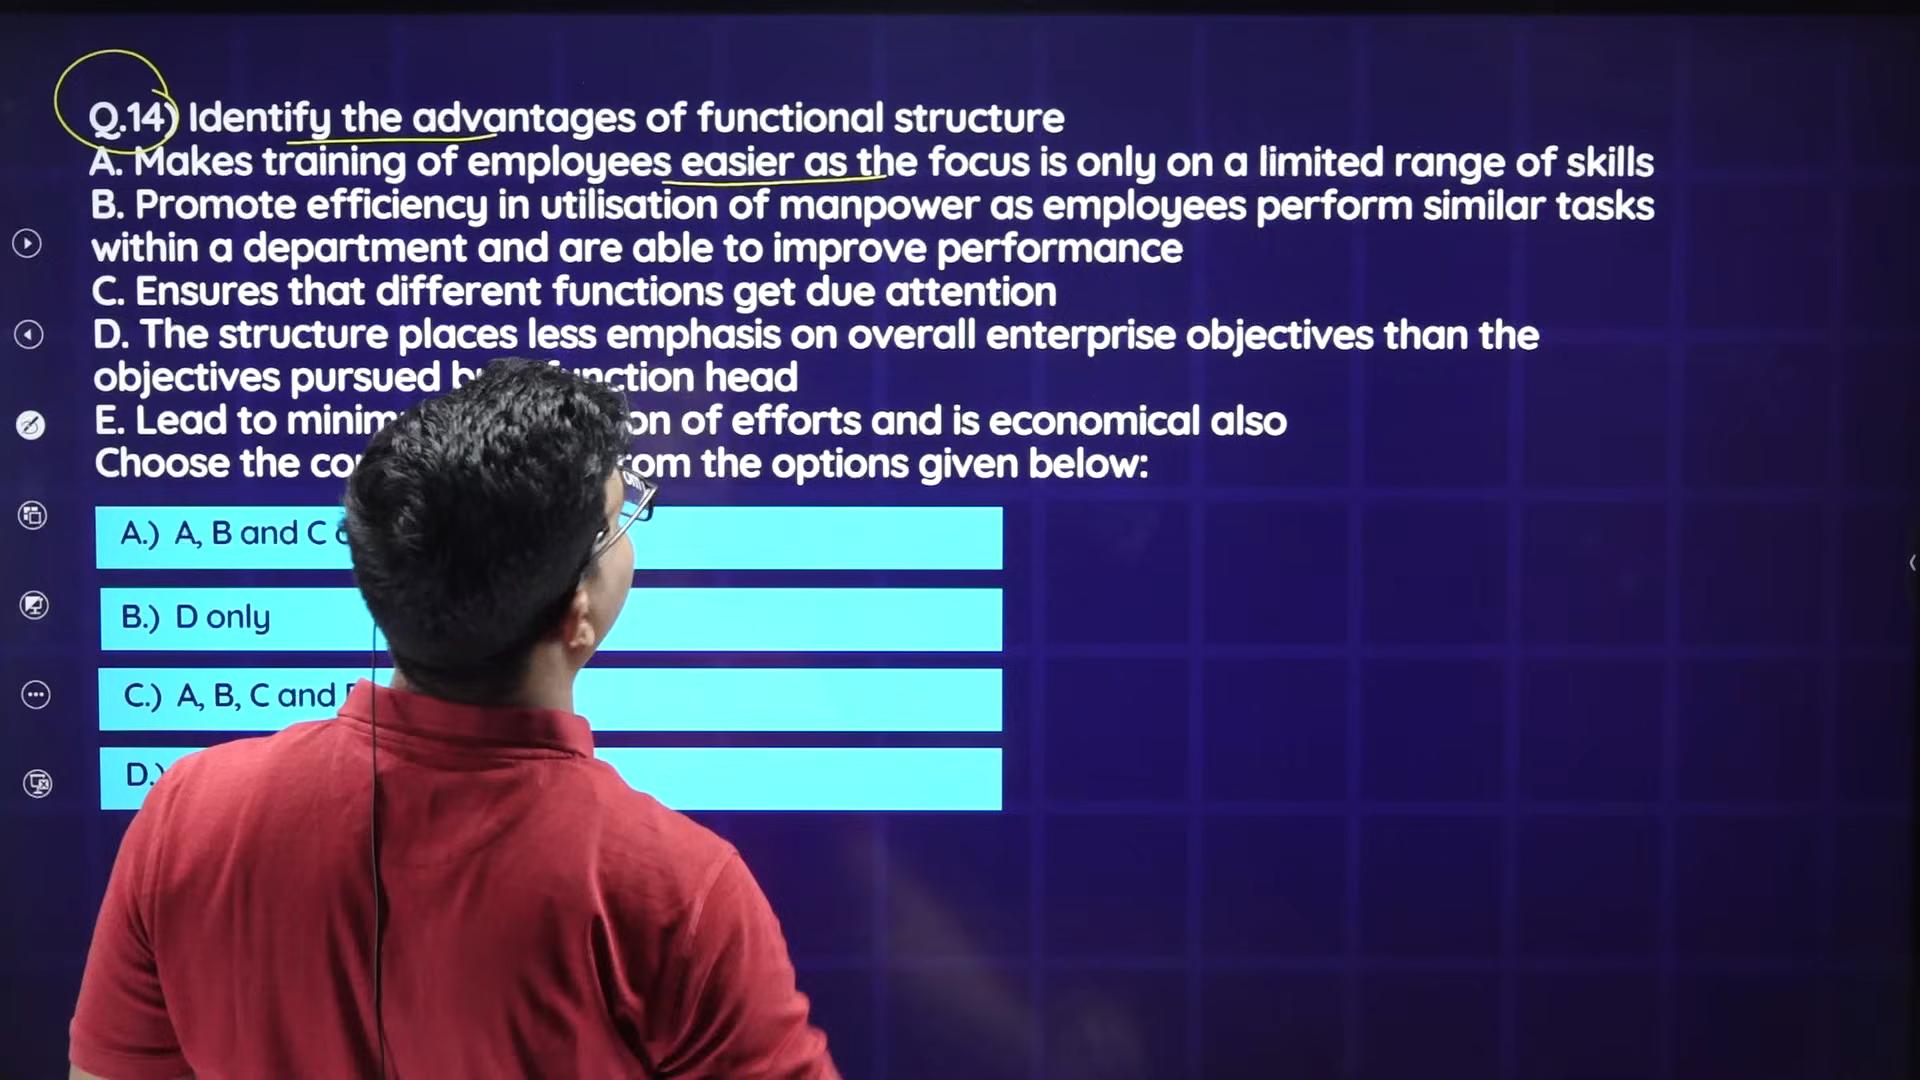 Q.14) Identify the advantages of functional structure
A. Makes training of employees easier as the focus is only on a limited range of skills
B. Promote efficiency in utilisation of manpower as employees perform similar tasks
within a department and are able to improve performance
C. Ensures that different functions get due attention
D. The structure places less emphasis on overall enterprise objectives than the
objectives pursued head
E. Lead to of efforts and is economical also
Choose the the options given below:
A.) A, B and C
B.) D only
C.) A, B, C and
D.)